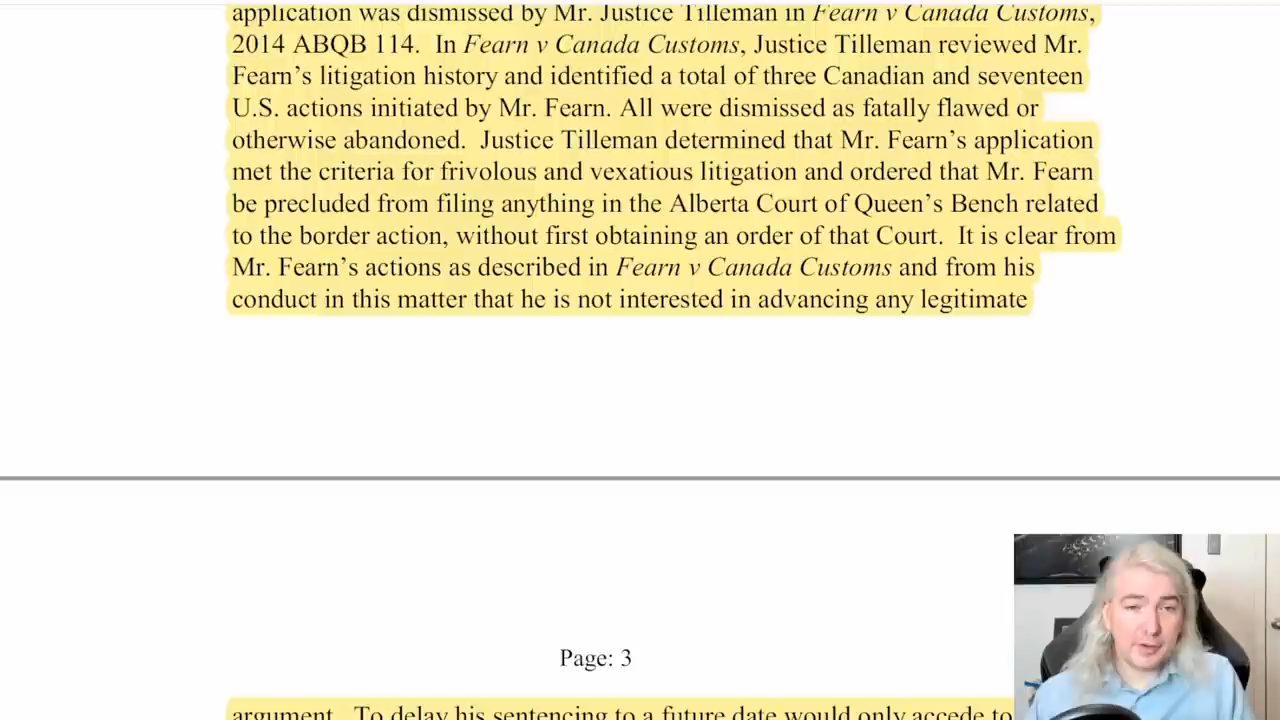 application was dismissed by Mr. Justice Tilleman in Fearn v Canada Customs,
2014 ABQB 114. In Fearn v Canada Customs, Justice Tilleman reviewed Mr.
Fearn’s litigation history and identified a total of three Canadian and seventeen
U.S. actions initiated by Mr. Fearn. All were dismissed as fatally flawed or
otherwise abandoned. Justice Tilleman determined that Mr. Fearn’s application
met the criteria for frivolous and vexatious litigation and ordered that Mr. Fearn
be precluded from filing anything in the Alberta Court of Queen’s Bench related
to the border action, without first obtaining an order of that Court. It is clear from
Mr. Fearn’s actions as described in Fearn v Canada Customs and from his
conduct in this matter that he is not interested in advancing any legitimate
Page: 3
argument. To delay his sentencing to a future date would only accede to